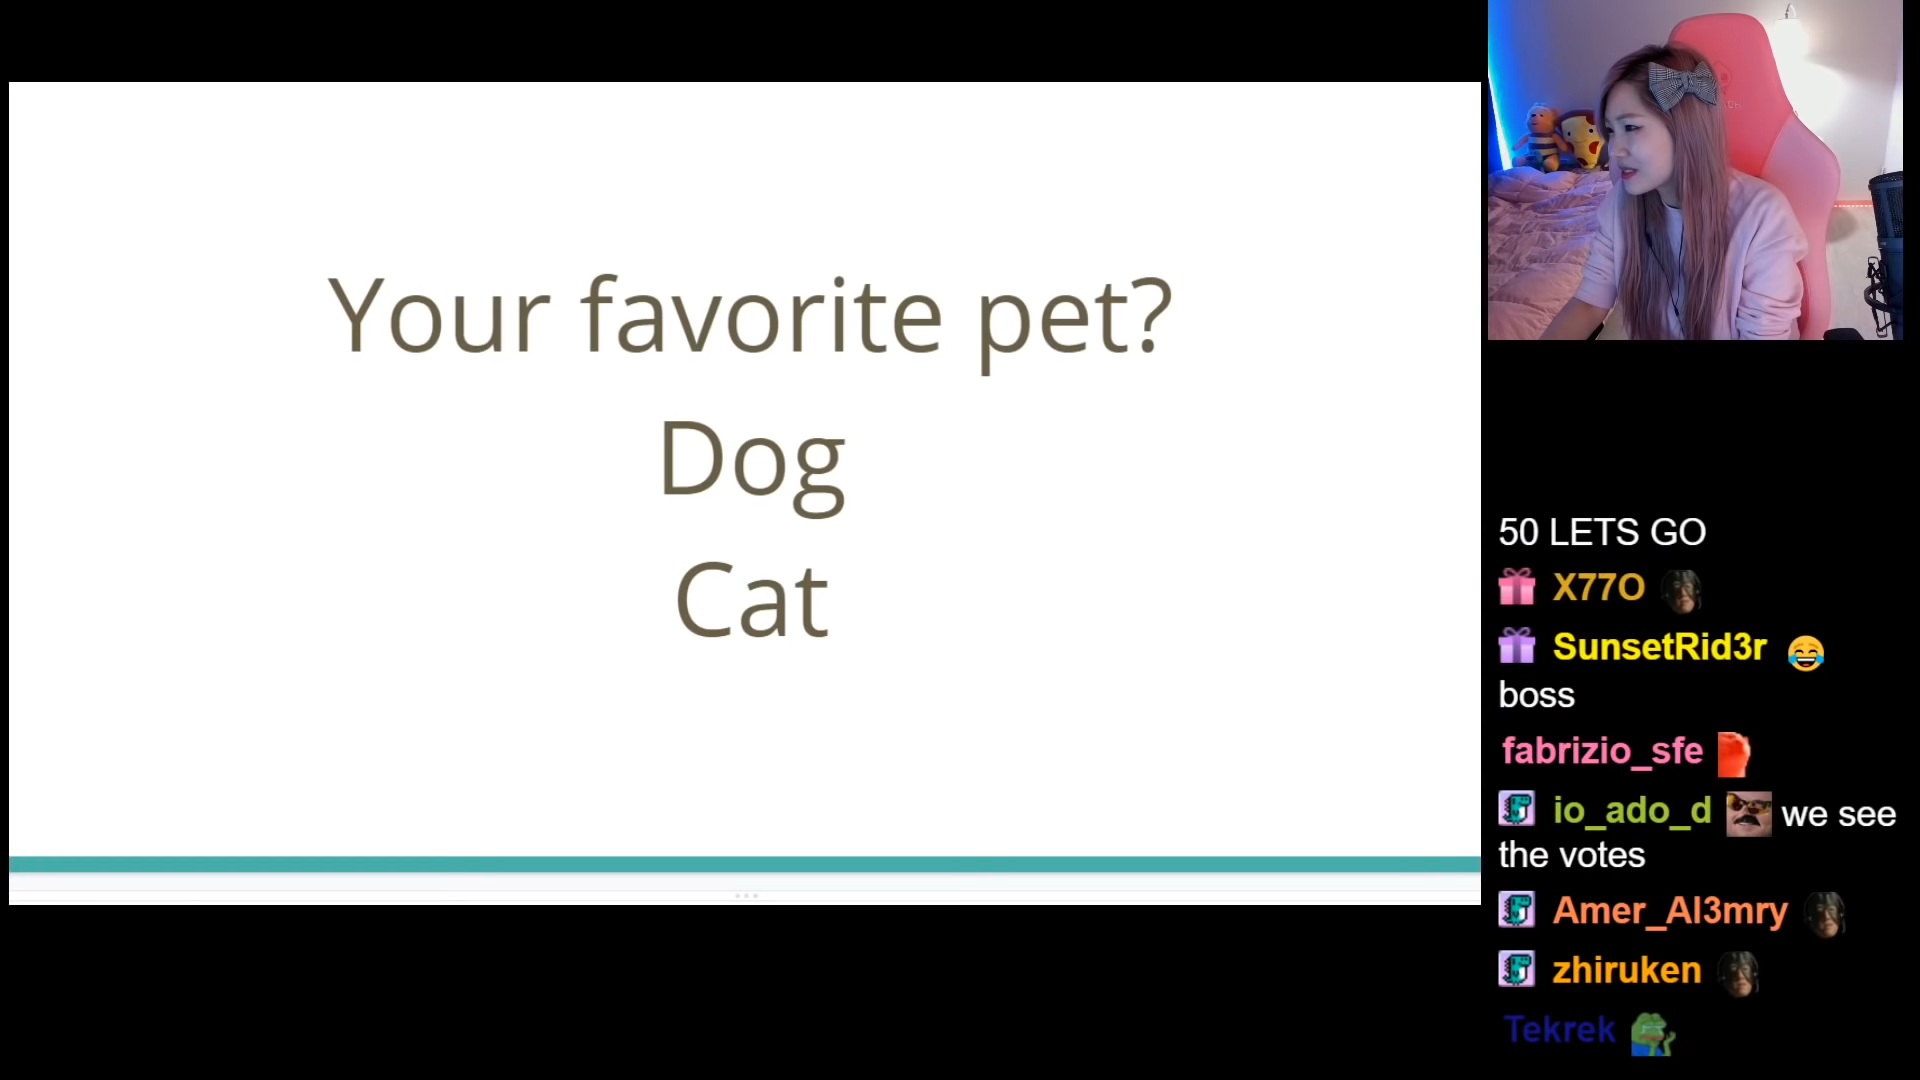 Your favorite pet?
Dog
Cat
50 LETS GO
X77O
SunsetRid3r
boss
fabrizio_sfe
io_ado_d we see
the votes
Amer_Al3mry
zhiruken
Tekrek